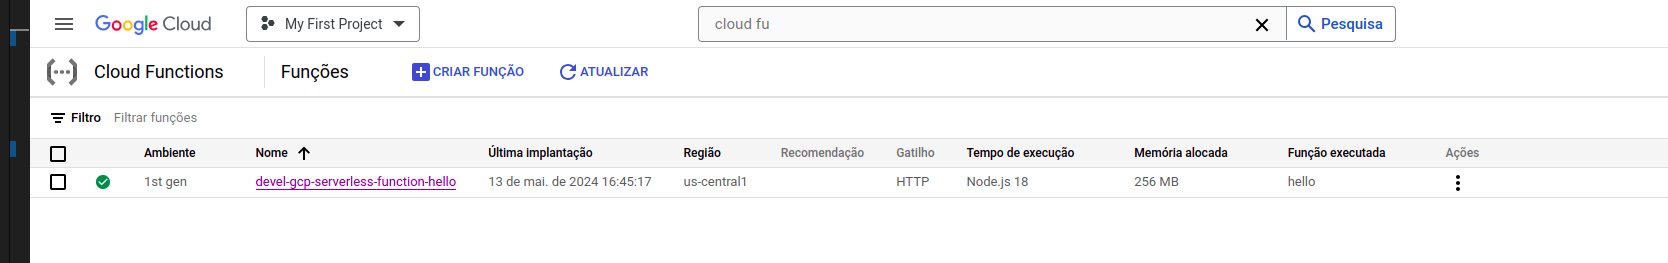 Google Cloud My First Project cloud fu Pesquisa
Cloud Functions Funções CRIAR FUNÇÃO ATUALIZAR
Filtro Filtrar funções
Ambiente Nome Última implantação Região Recomendação Gatilho Tempo de execução Memória alocada Função executada Ações
1st gen devel-gcp-serverless-function-hello 13 de mai. de 2024 16:45:17 us-central1 HTTP Node.js 18 256 MB hello